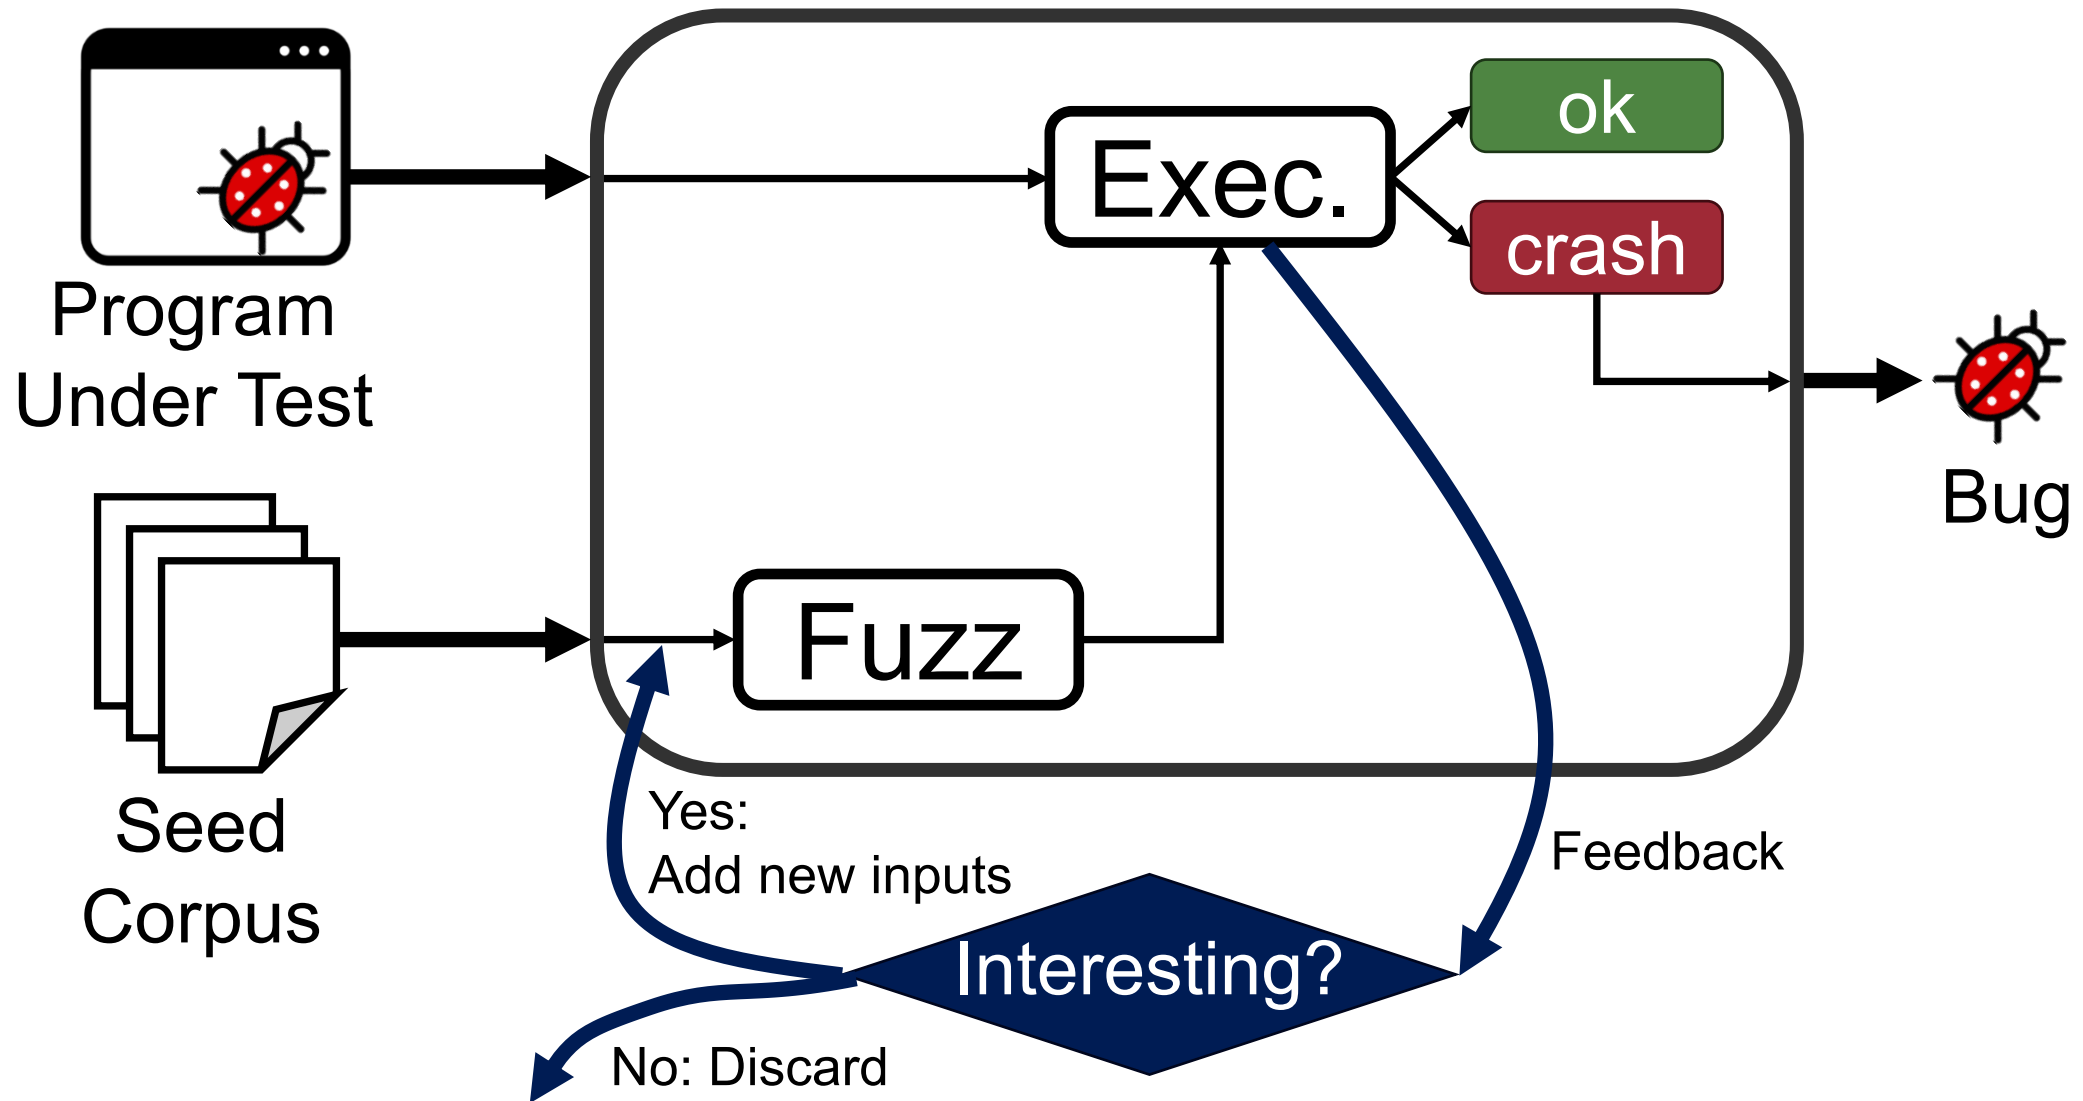 Program
Under Test
Exec.
ok
crash
Bug
Seed
Corpus
Fuzz
Yes:
Add new inputs
Feedback
Interesting?
No: Discard